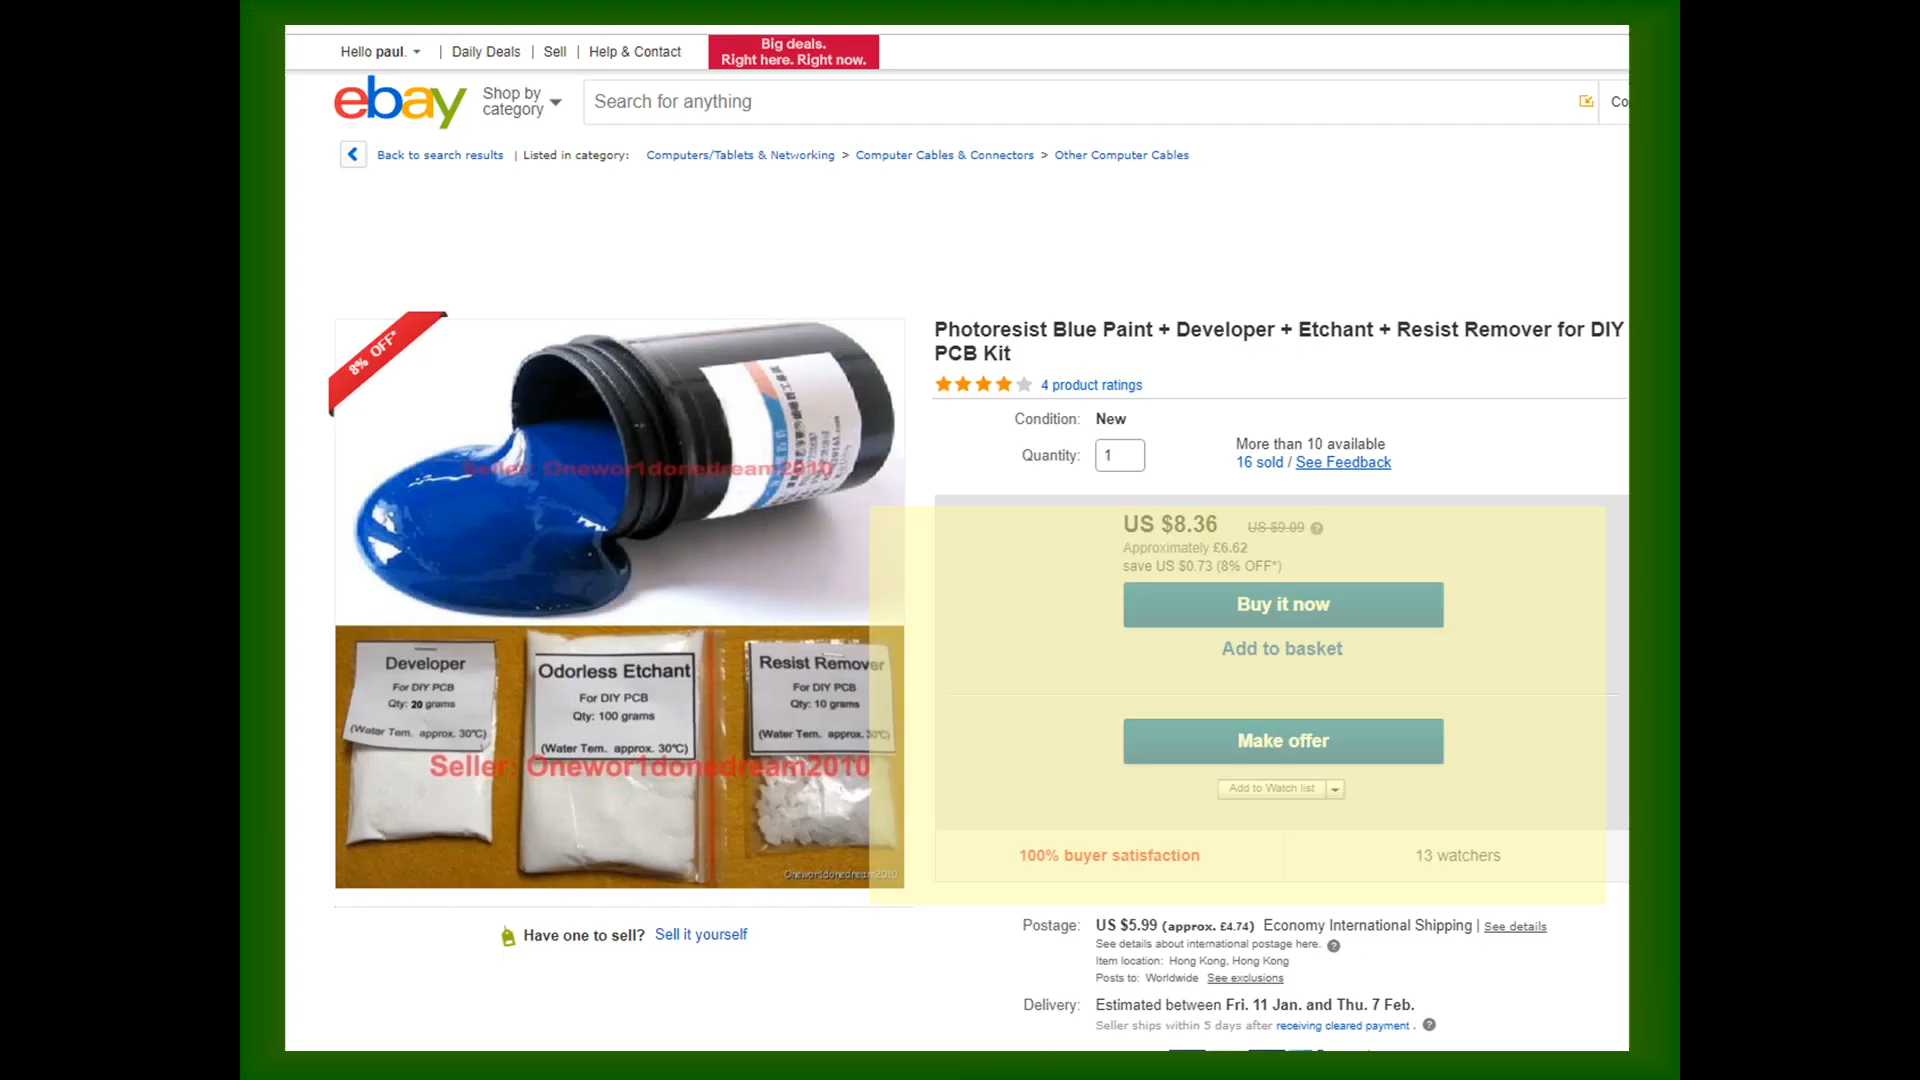 Hello paul. | Daily Deals | Sell | Help & Contact
Big deals.
Right here. Right now.
ebay
Shop by
category
Search for anything
Co
Back to search results | Listed in category: Computers/Tablets & Networking > Computer Cables & Connectors > Other Computer Cables
8% OFF*
Seller: Onewor1donedream2010
Developer
For DIY PCB
Qty: 20 grams
(Water Tem. approx. 30°C)
Odorless Etchant
For DIY PCB
Qty: 100 grams
(Water Tem. approx. 30°C)
Resist Remover
For DIY PCB
Qty: 10 grams
(Water Tem. approx. 30°C)
Seller: Onewor1donedream2010
Onewor1donedream2010
Have one to sell? Sell it yourself
Photoresist Blue Paint + Developer + Etchant + Resist Remover for DIY
PCB Kit
4 product ratings
Condition: New
Quantity: 1
More than 10 available
16 sold / See Feedback
US $8.36 US $9.09
Approximately £6.62
save US $0.73 (8% OFF*)
Buy it now
Add to basket
Make offer
Add to Watch list
100% buyer satisfaction
13 watchers
Postage: US $5.99 (approx. £4.74) Economy International Shipping | See details
See details about international postage here.
Item location: Hong Kong, Hong Kong
Posts to: Worldwide See exclusions
Delivery: Estimated between Fri. 11 Jan. and Thu. 7 Feb.
Seller ships within 5 days after receiving cleared payment.